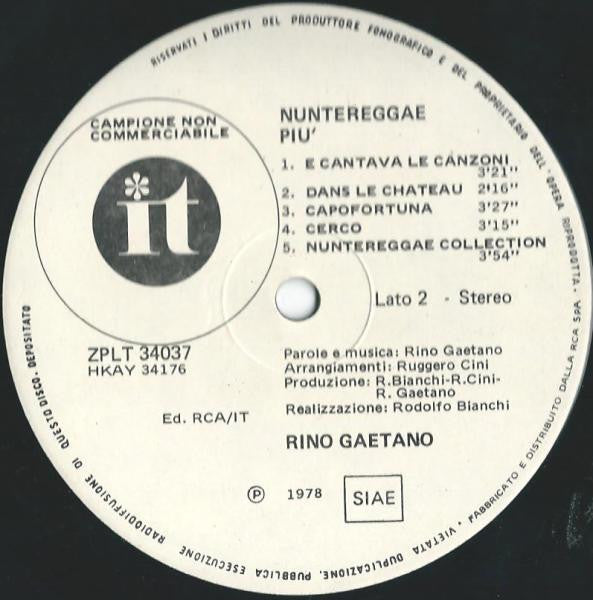 RISERVATI I DIRITTI DEL PRODUTTORE FONOGRAFICO E DEL PROPRIETARIO DELL'OPERA RIPRODOTTA · FABBRICATO E DISTRIBUITO DALLA RCA SPA · VIETATA DUPLICAZIONE, PUBBLICA ESECUZIONE RADIODIFFUSIONE DI QUESTO DISCO · DEPOSITATO
CAMPIONE NON
COMMERCIABILE
it
NUNTEREGGAE
PIU'
1. E CANTAVA LE CANZONI
3'21"
2. DANS LE CHATEAU 2'16"
3. CAPOFORTUNA 3'27"
4. CERCO 3'15"
5. NUNTEREGGAE COLLECTION
3'54"
Lato 2 - Stereo
ZPLT 34037
HKAY 34176
Parole e musica: Rino Gaetano
Arrangiamenti: Ruggero Cini
Produzione: R.Bianchi-R.Cini-
R. Gaetano
Realizzazione: Rodolfo Bianchi
Ed. RCA/IT
RINO GAETANO
℗ 1978
SIAE